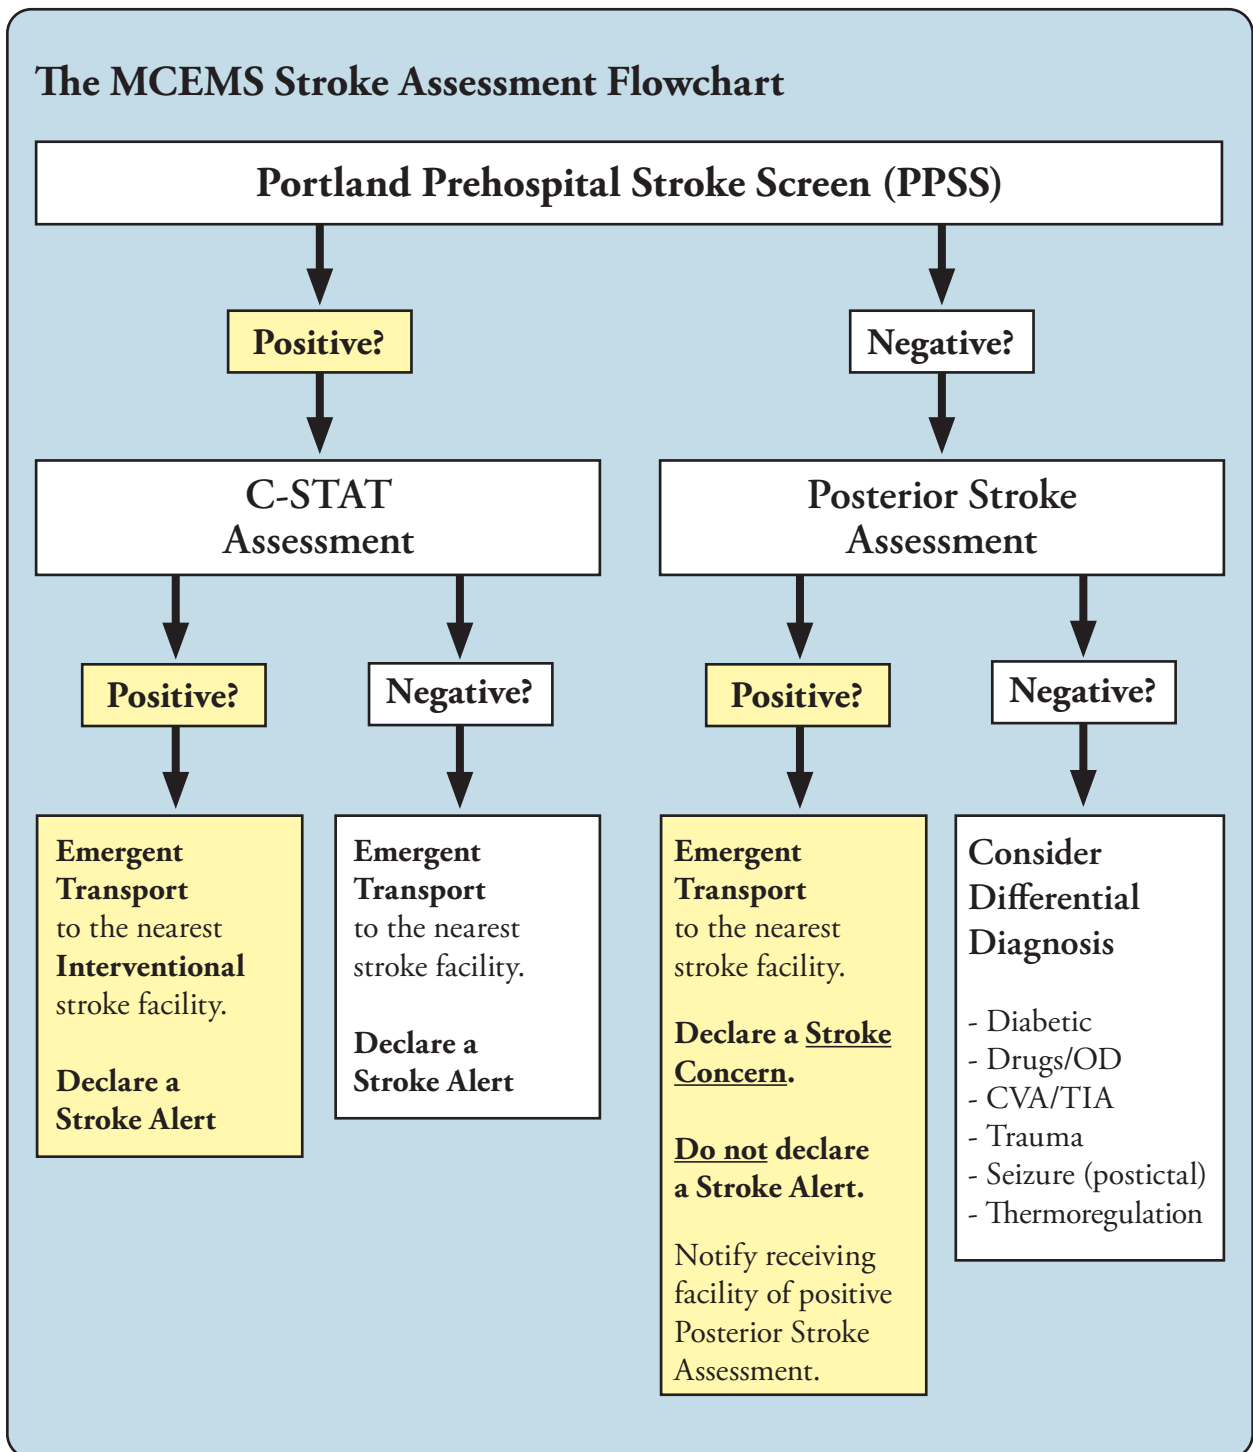 The MCEMS Stroke Assessment Flowchart
Portland Prehospital Stroke Screen (PPSS)
Positive?
Negative?
C-STAT
Assessment
Posterior Stroke
Assessment
Positive?
Negative?
Positive?
Negative?
Emergent
Transport
to the nearest
Interventional
stroke facility.
Declare a
Stroke Alert
Emergent
Transport
to the nearest
stroke facility.
Declare a
Stroke Alert
Emergent
Transport
to the nearest
stroke facility.
Declare a Stroke
Concern.
Do not declare
a Stroke Alert.
Notify receiving
facility of positive
Posterior Stroke
Assessment.
Consider
Differential
Diagnosis
- Diabetic
- Drugs/OD
- CVA/TIA
- Trauma
- Seizure (postictal)
- Thermoregulation